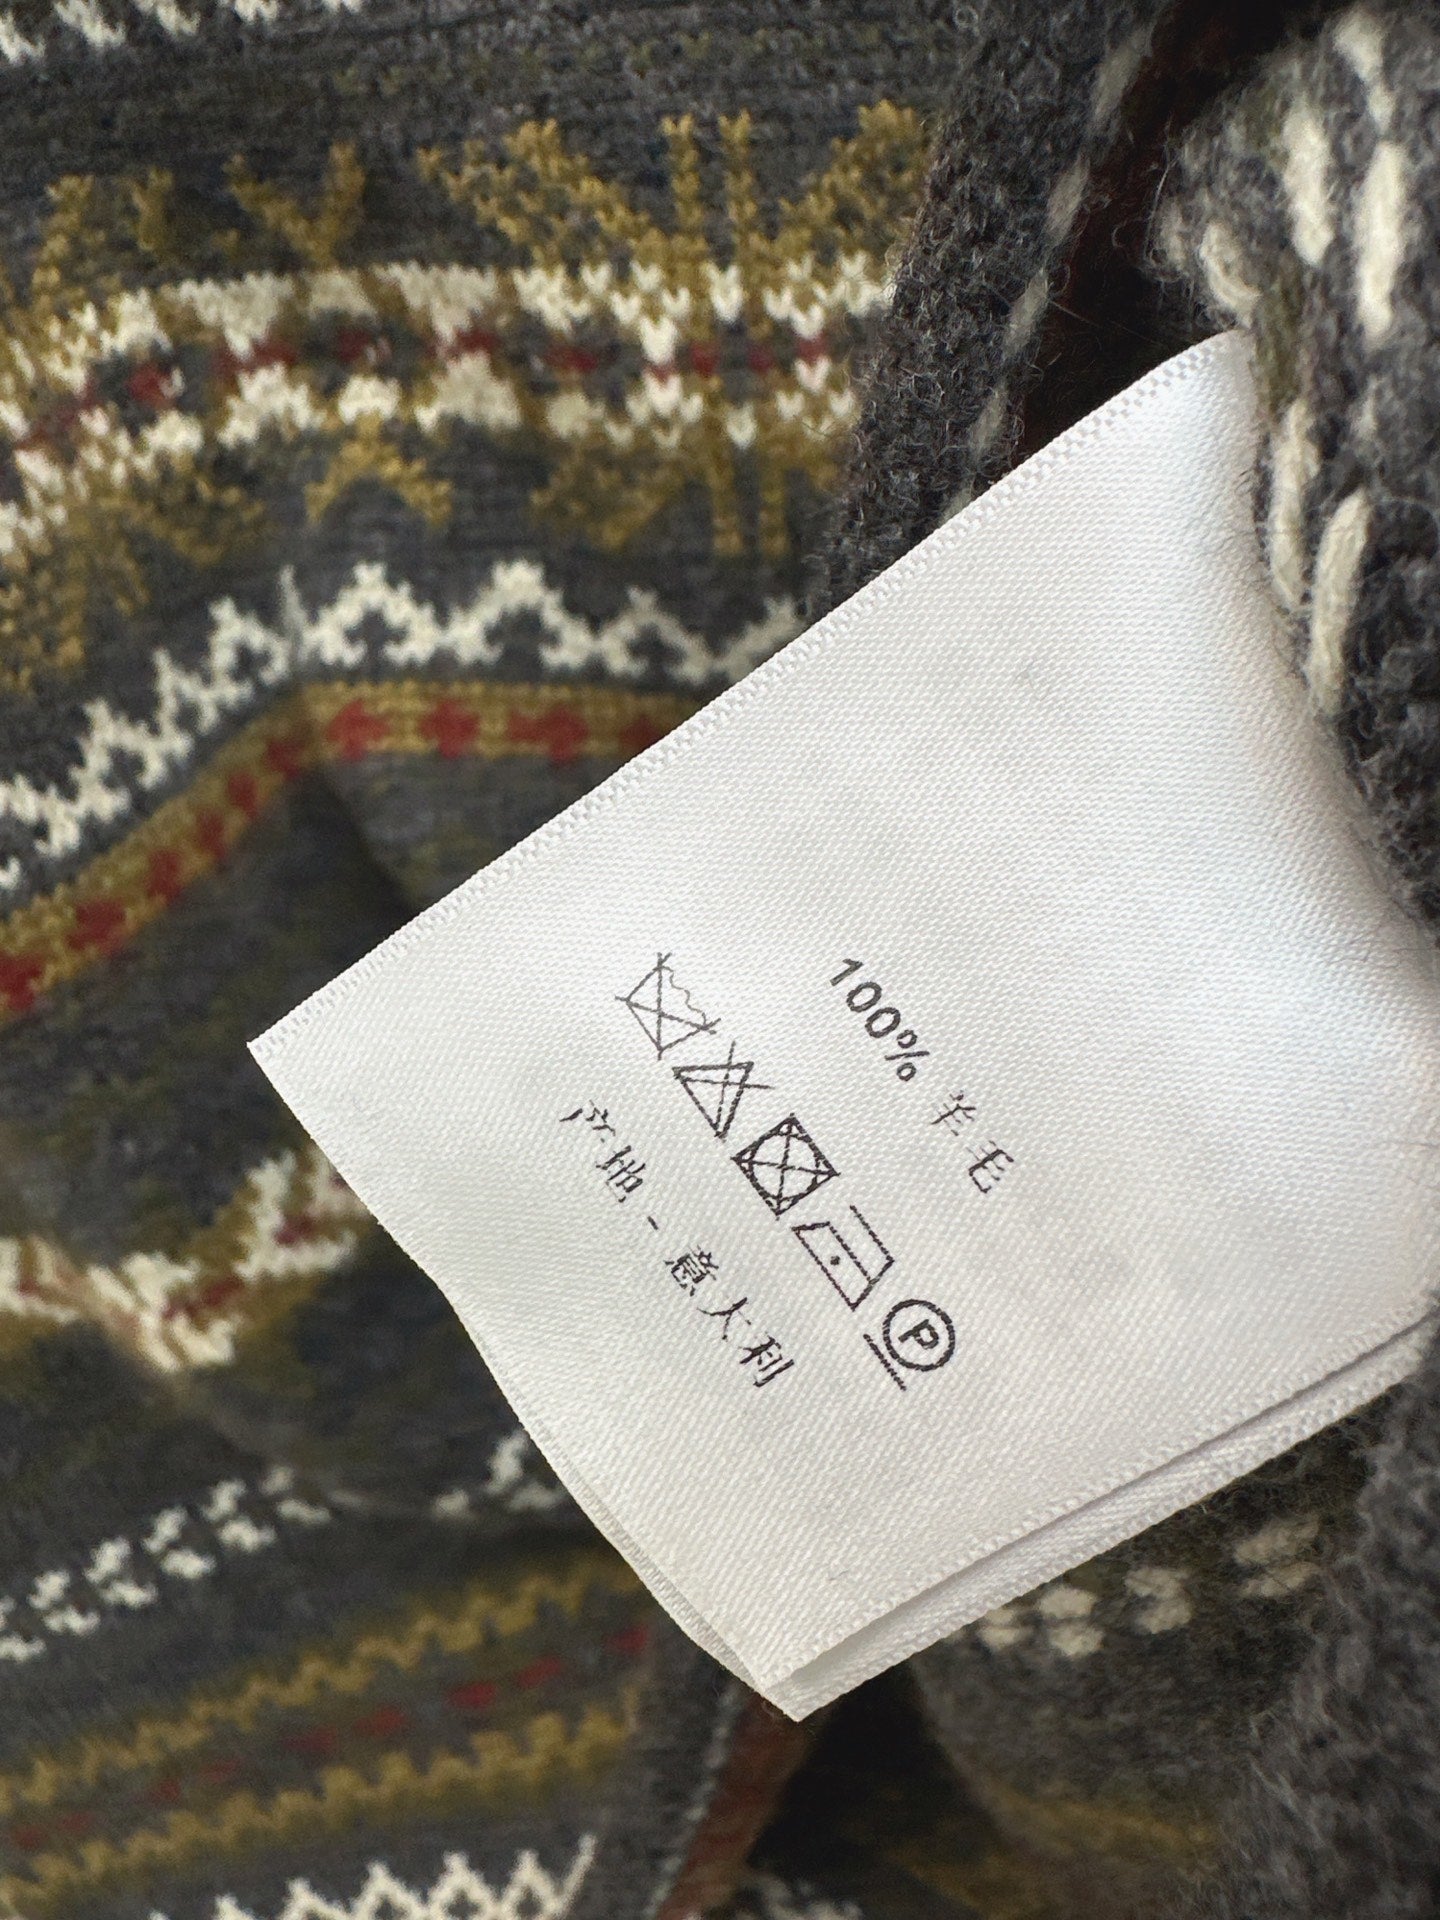 100% 羊毛
P
产地 - 意大利